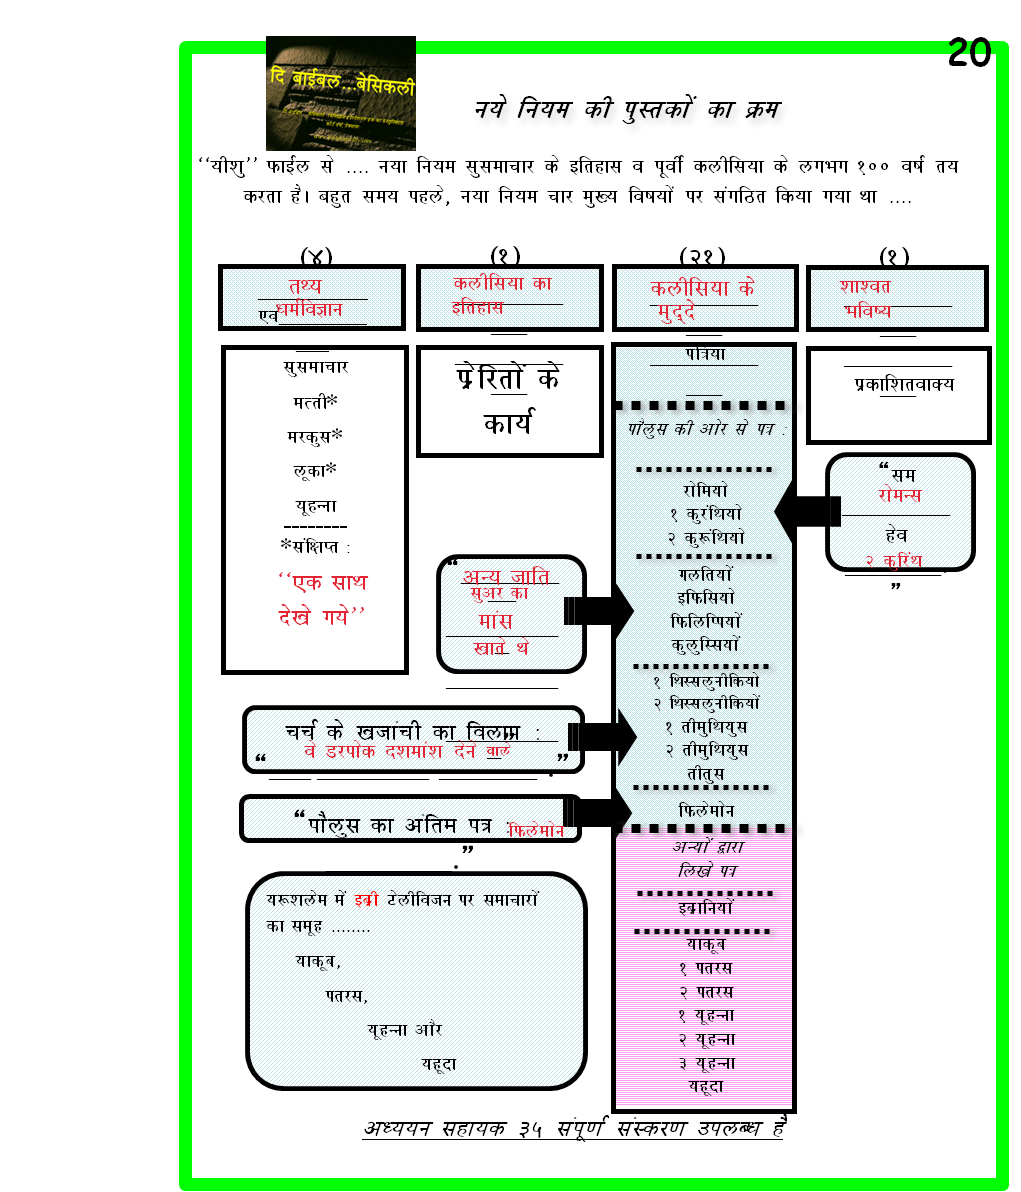 20
दि बाईबल...बेसिकली
नये नियम की पुस्तकों का क्रम
‘‘यीशु’’ फाईल से .... नया नियम सुसमाचार के इतिहास व पूर्वी कलीसिया के लगभग १०० वर्ष तय
करता है। बहुत समय पहले, नया नियम चार मुख्य विषयों पर संगठित किया गया था ....
(४)
तथ्य
एवं धर्मविज्ञान
सुसमाचार
मत्ती*
मरकुस*
लूका*
यूहन्ना
--------
*संक्षिप्त :
‘‘एक साथ
देखे गये’’
(१)
कलीसिया का
इतिहास
प्रेरितों के
कार्य
(२१)
कलीसिया के
मुद्दे
पत्रिया
पौलुस की ओर से पत्र :
रोमियो
१ कुरंथियो
२ कुरूंथियो
गलतियों
इफिसियो
फिलिप्पियों
कुलुस्सियों
१ थिस्सलुनीकियो
२ थिस्सलुनीकियों
१ तीमुथियुस
२ तीमुथियुस
तीतुस
फिलेमोन
अन्यों द्वारा
लिखे पत्र
इब्रानियों
याकूब
१ पतरस
२ पतरस
१ यूहन्ना
२ यूहन्ना
३ यूहन्ना
यहूदा
(१)
शाश्वत
भविष्य
प्रकाशितवाक्य
“सम
रोमन्स
हेव
२ कुरिंथ
.”
“अन्य जाति
सुअर का
मांस
खाते थे
चर्च के खजांची का विलाप :
“वे डरपोक दशमांश देने वाले.”
“पौलुस का अंतिम पत्र :फिलेमोन
.”
यरूशलेम में इब्री टेलीविजन पर समाचारों
का समूह ........
याकूब,
पतरस,
यूहन्ना और
यहूदा
अध्ययन सहायक ३५ संपूर्ण संस्करण उपलब्ध है